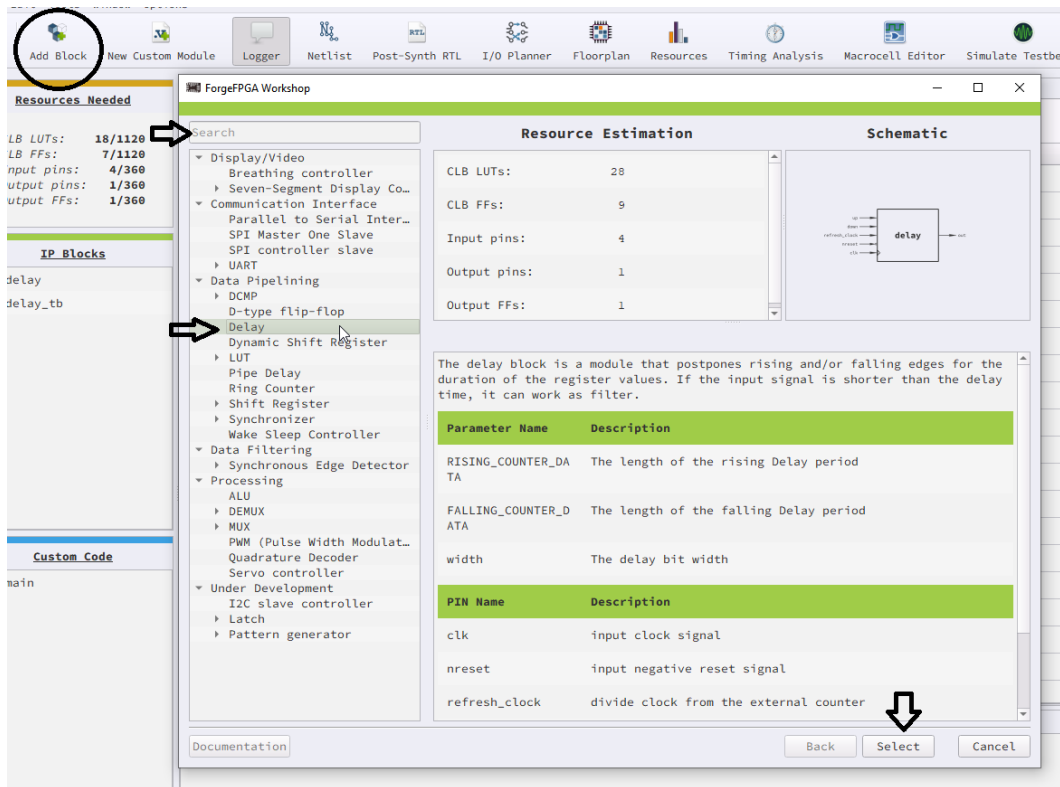 Add Block
New Custom Module
Logger
Netlist
Post-Synth RTL
I/O Planner
Floorplan
Resources
Timing Analysis
Macrocell Editor
Simulate Testbe
Resources Needed
LB LUTs: 18/1120
LB FFs: 7/1120
nput pins: 4/360
utput pins: 1/360
utput FFs: 1/360
IP Blocks
delay
delay_tb
Custom Code
main
ForgeFPGA Workshop
Search
Display/Video
Breathing controller
Seven-Segment Display Co…
Communication Interface
Parallel to Serial Inter…
SPI Master One Slave
SPI controller slave
UART
Data Pipelining
DCMP
D-type flip-flop
Delay
Dynamic Shift Register
LUT
Pipe Delay
Ring Counter
Shift Register
Synchronizer
Wake Sleep Controller
Data Filtering
Synchronous Edge Detector
Processing
ALU
DEMUX
MUX
PWM (Pulse Width Modulat…
Quadrature Decoder
Servo controller
Under Development
I2C slave controller
Latch
Pattern generator
Resource Estimation
CLB LUTs: 28
CLB FFs: 9
Input pins: 4
Output pins: 1
Output FFs: 1
Schematic
up
down
refresh_clock
nreset
clk
delay
out
The delay block is a module that postpones rising and/or falling edges for the
duration of the register values. If the input signal is shorter than the delay
time, it can work as filter.
Parameter Name Description
RISING_COUNTER_DA The length of the rising Delay period
TA
FALLING_COUNTER_D The length of the falling Delay period
ATA
width The delay bit width
PIN Name Description
clk input clock signal
nreset input negative reset signal
refresh_clock divide clock from the external counter
Documentation
Back
Select
Cancel